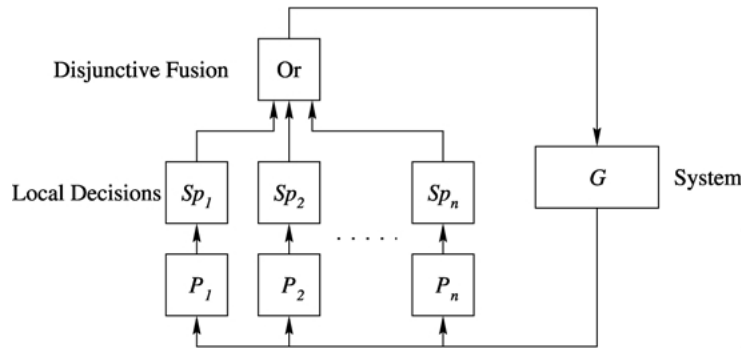 Disjunctive Fusion Or
G System
Local Decisions Sp₁ Sp₂ Spₙ
. . . . .
P₁ P₂ Pₙ